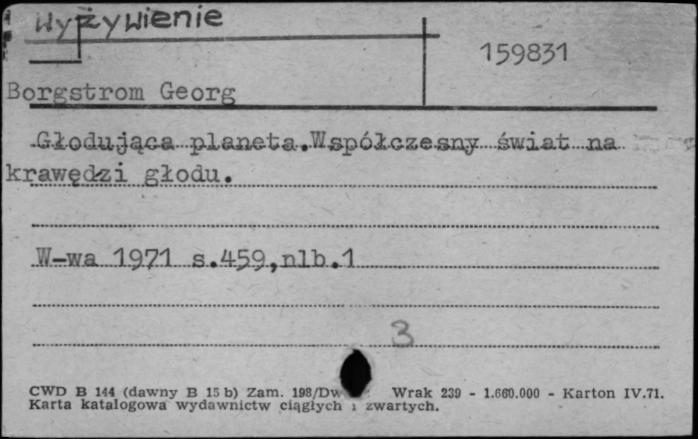 Wyżywienie
159831
Borgstrom Georg
Głodująca planeta.Współczesny świat na
krawędzi głodu.
W-wa 1971 s.459,nlb.1
3
CWD B 144 (dawny B 15 b) Zam. 198/Dw Wrak 239 - 1.660.000 - Karton IV.71.
Karta katalogowa wydawnictw ciągłych i zwartych.